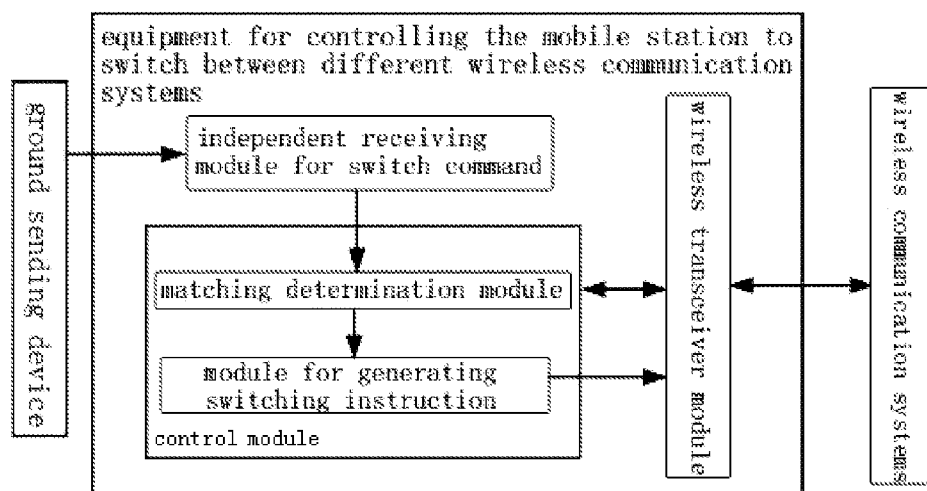 equipment for controlling the mobile station to
switch between different wireless communication
systems
ground sending device
independent receiving
module for switch command
matching determination module
module for generating
switching instruction
control module
wireless transceiver module
wireless communication systems